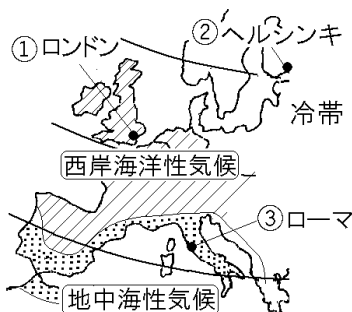 ①ロンドン
②ヘルシンキ
冷帯
西岸海洋性気候
③ローマ
地中海性気候